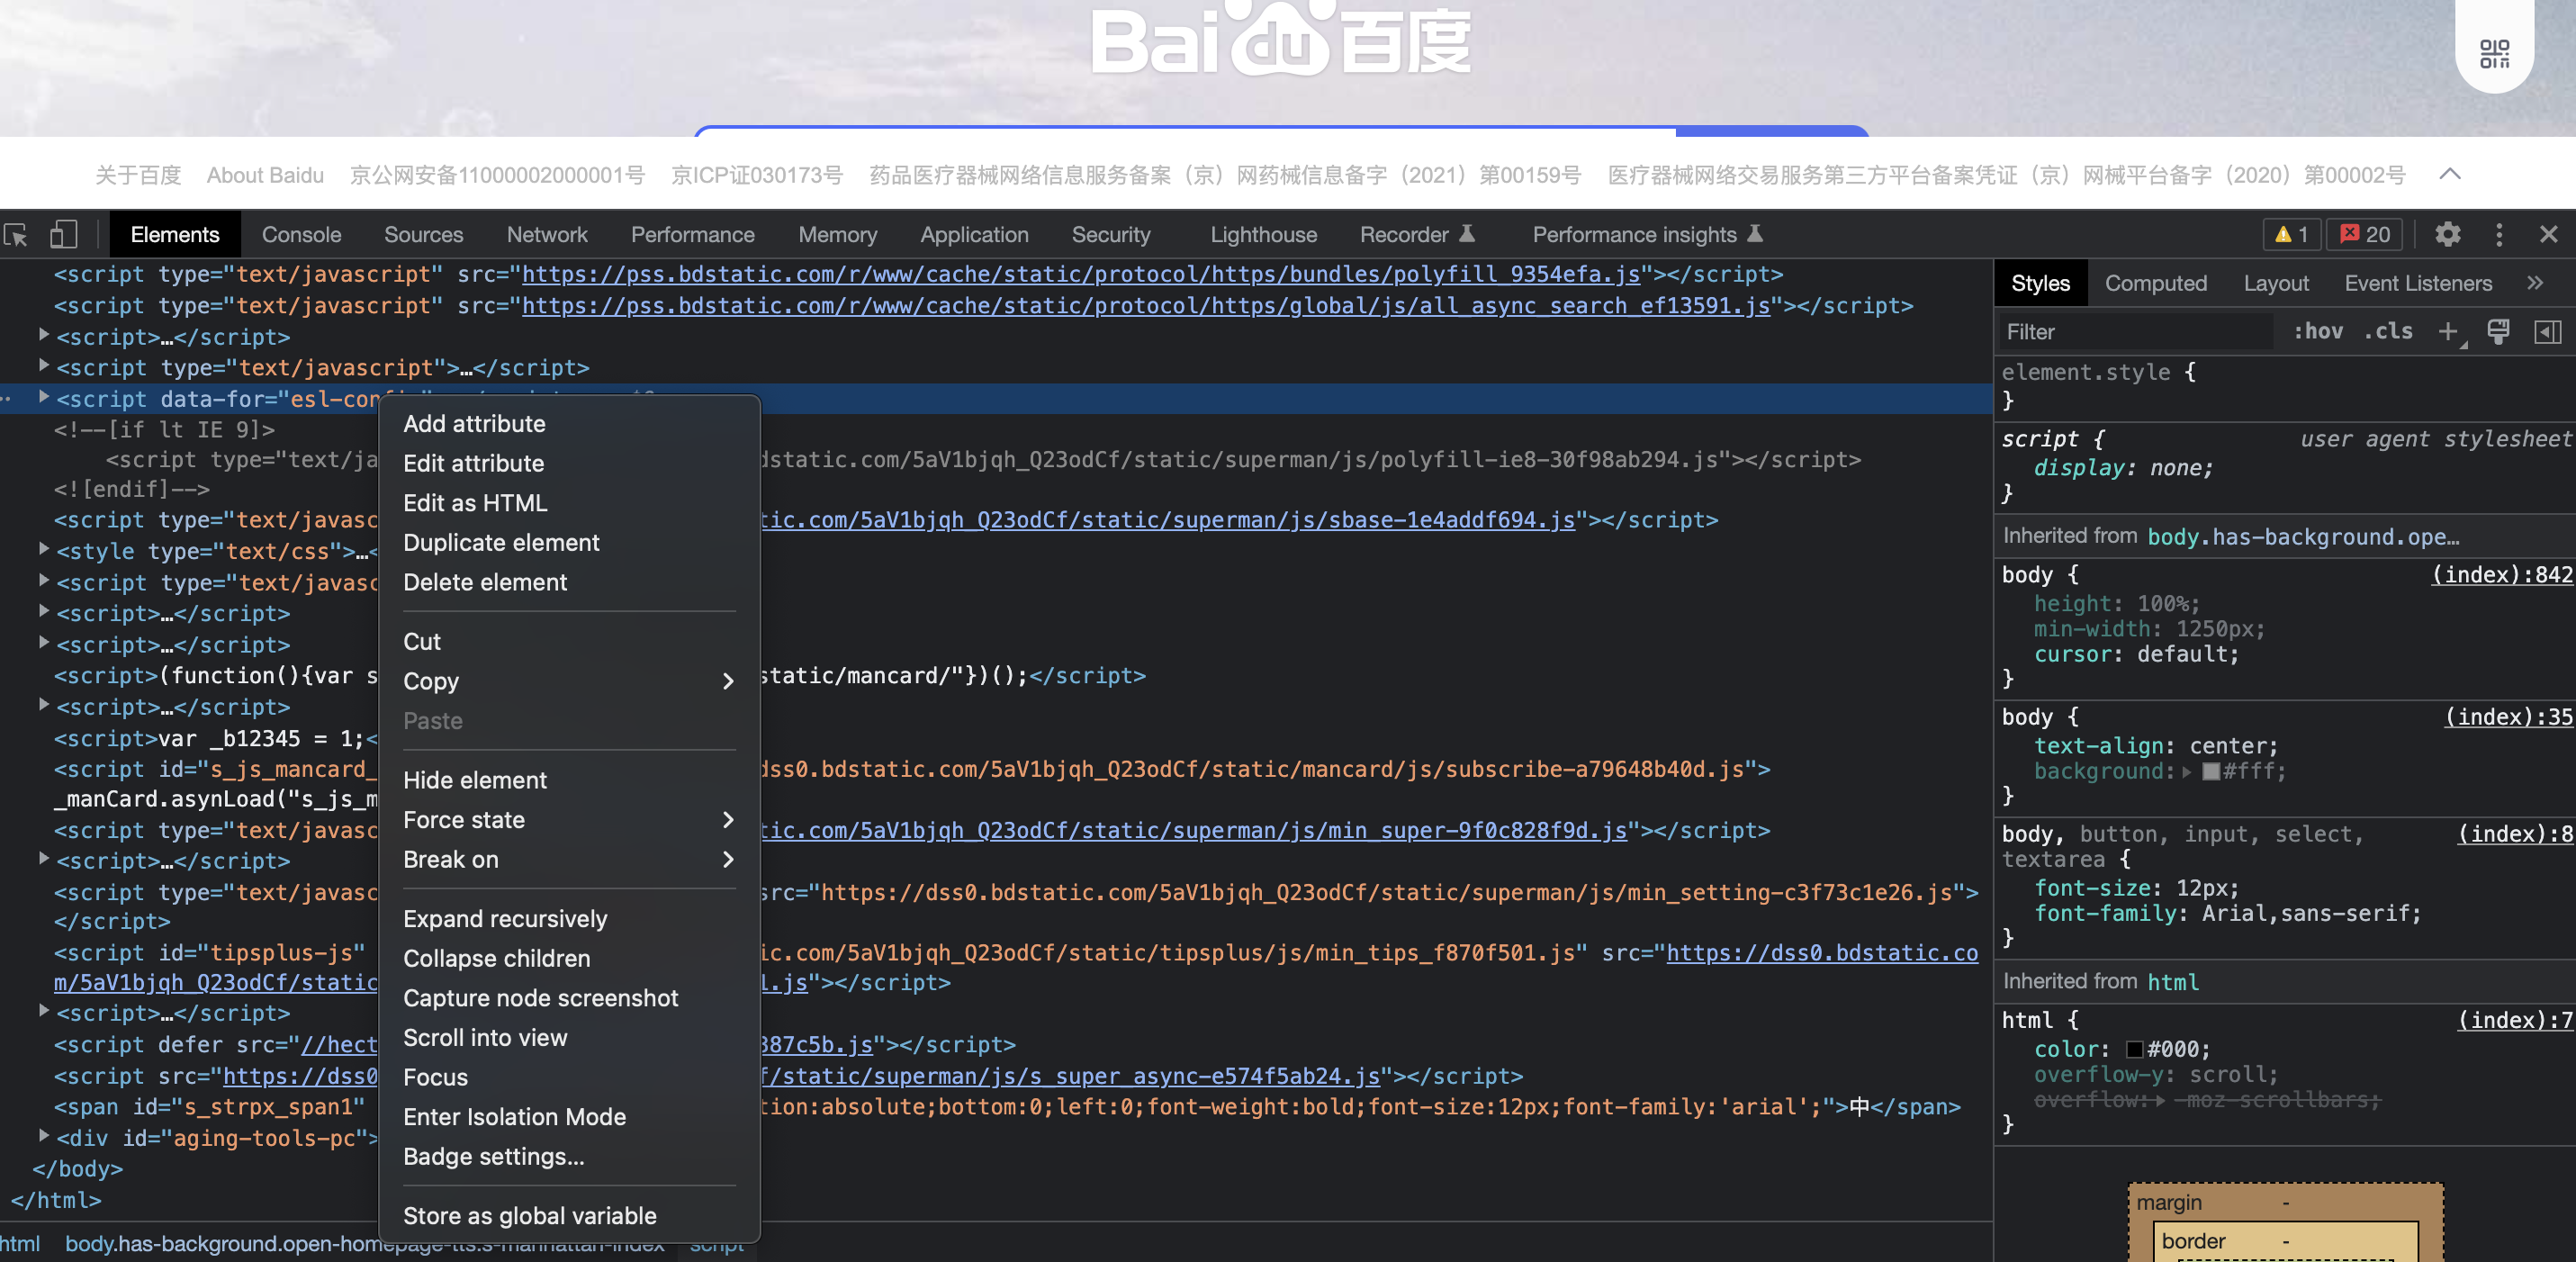 Bai du 百度
关于百度 About Baidu 京公网安备11000002000001号 京ICP证030173号 药品医疗器械网络信息服务备案（京）网药械信息备字（2021）第00159号 医疗器械网络交易服务第三方平台备案凭证（京）网械平台备字（2020）第00002号
Elements Console Sources Network Performance Memory Application Security Lighthouse Recorder Performance insights 1 20
<script type="text/javascript" src="https://pss.bdstatic.com/r/www/cache/static/protocol/https/bundles/polyfill_9354efa.js"></script>
<script type="text/javascript" src="https://pss.bdstatic.com/r/www/cache/static/protocol/https/global/js/all_async_search_ef13591.js"></script>
<script>…</script>
<script type="text/javascript">…</script>
<script data-for="esl-con
<!--[if lt IE 9]>
<script type="text/ja dstatic.com/5aV1bjqh_Q23odCf/static/superman/js/polyfill-ie8-30f98ab294.js"></script>
<![endif]-->
<script type="text/javasc tic.com/5aV1bjqh_Q23odCf/static/superman/js/sbase-1e4addf694.js"></script>
<style type="text/css">…<
<script type="text/javasc
<script>…</script>
<script>…</script>
<script>(function(){var s static/mancard/"})();</script>
<script>…</script>
<script>var _b12345 = 1;<
<script id="s_js_mancard_ dss0.bdstatic.com/5aV1bjqh_Q23odCf/static/mancard/js/subscribe-a79648b40d.js">
_manCard.asynLoad("s_js_m
<script type="text/javasc tic.com/5aV1bjqh_Q23odCf/static/superman/js/min_super-9f0c828f9d.js"></script>
<script>…</script>
<script type="text/javasc src="https://dss0.bdstatic.com/5aV1bjqh_Q23odCf/static/superman/js/min_setting-c3f73c1e26.js">
</script>
<script id="tipsplus-js" ic.com/5aV1bjqh_Q23odCf/static/tipsplus/js/min_tips_f870f501.js" src="https://dss0.bdstatic.co
m/5aV1bjqh_Q23odCf/static l.js"></script>
<script>…</script>
<script defer src="//hect 387c5b.js"></script>
<script src="https://dss0 f/static/superman/js/s_super_async-e574f5ab24.js"></script>
<span id="s_strpx_span1" tion:absolute;bottom:0;left:0;font-weight:bold;font-size:12px;font-family:'arial';">中</span>
<div id="aging-tools-pc">
</body>
</html>
html body.has-background.open-homepage-tts.s-manhattan-index script
Add attribute
Edit attribute
Edit as HTML
Duplicate element
Delete element
Cut
Copy
Paste
Hide element
Force state
Break on
Expand recursively
Collapse children
Capture node screenshot
Scroll into view
Focus
Enter Isolation Mode
Badge settings...
Store as global variable
Styles Computed Layout Event Listeners
Filter :hov .cls
element.style {
}
script { user agent stylesheet
display: none;
}
Inherited from body.has-background.ope…
body { (index):842
height: 100%;
min-width: 1250px;
cursor: default;
}
body { (index):35
text-align: center;
background: #fff;
}
body, button, input, select, (index):8
textarea {
font-size: 12px;
font-family: Arial,sans-serif;
}
Inherited from html
html { (index):7
color: #000;
overflow-y: scroll;
overflow: -moz-scrollbars;
}
margin -
border -